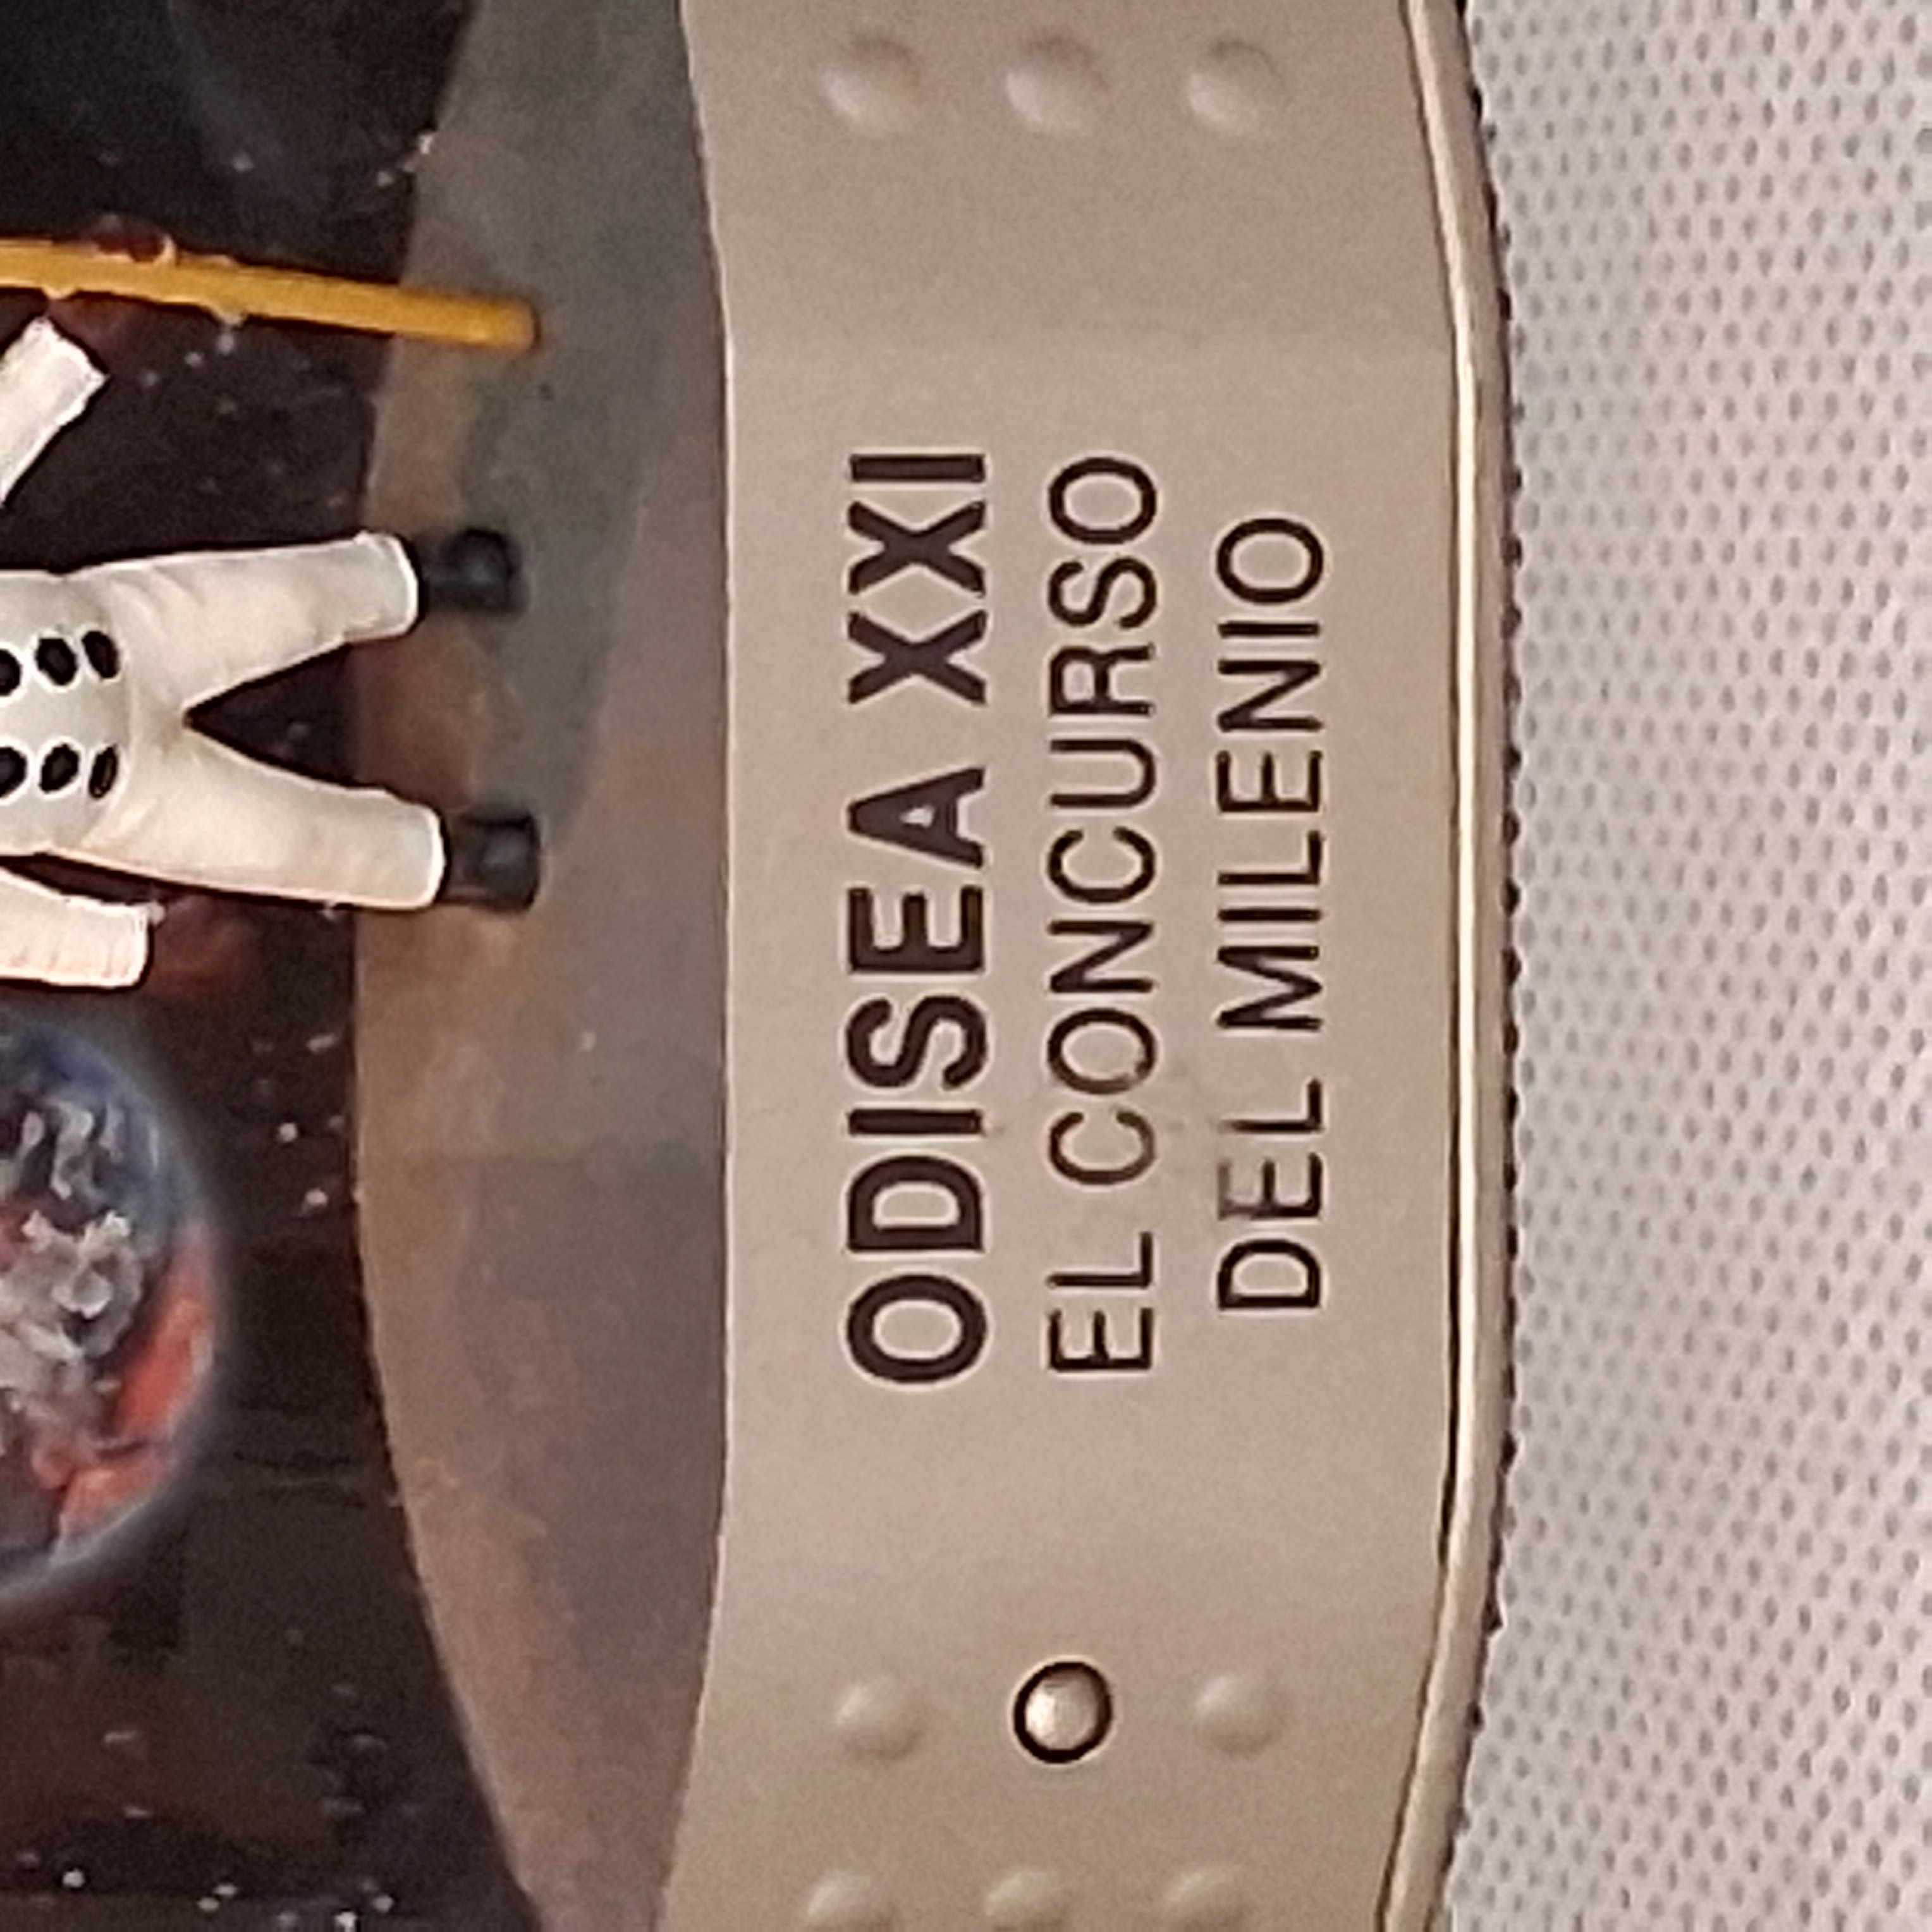 ODISEA XXI
EL CONCURSO
DEL MILENIO